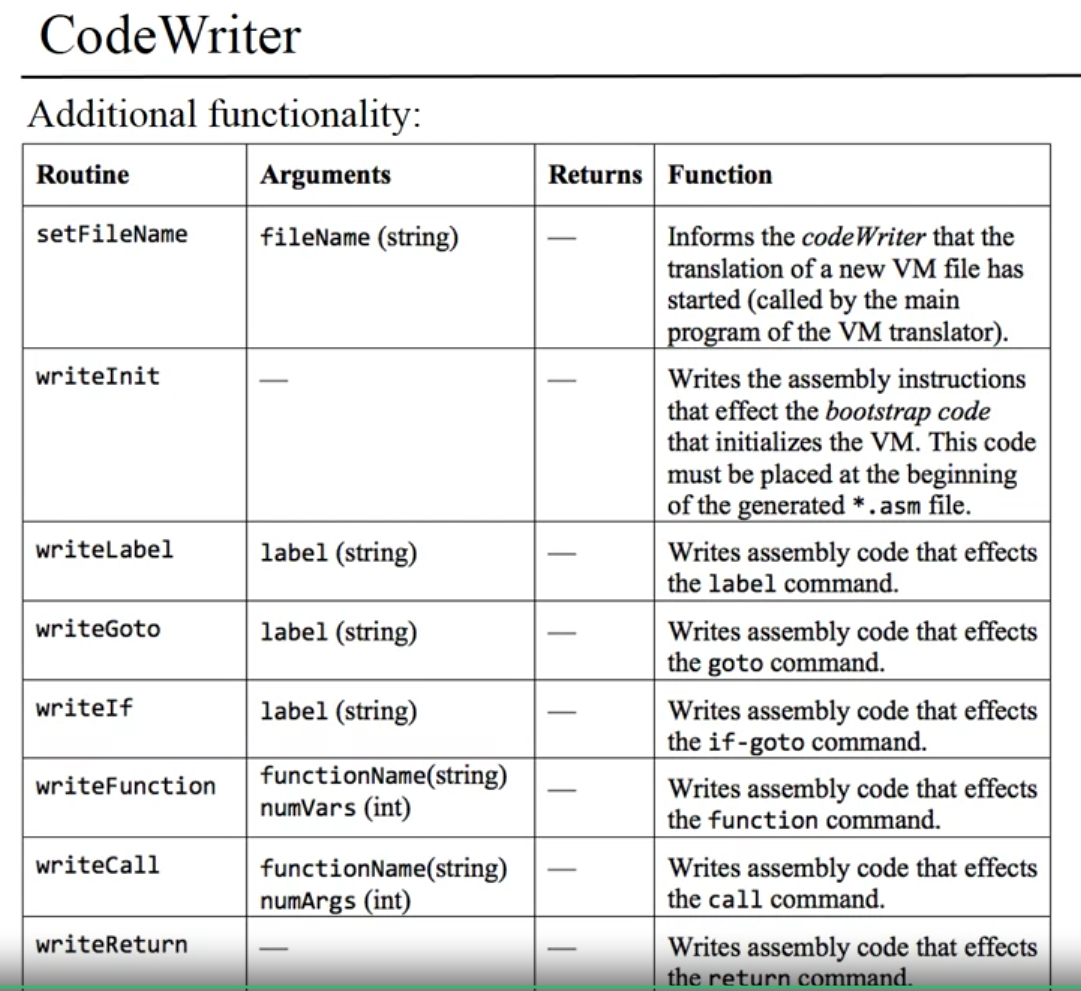 CodeWriter
Additional functionality:
Routine Arguments Returns Function
setFileName fileName (string) — Informs the codeWriter that the
translation of a new VM file has
started (called by the main
program of the VM translator).
writeInit — — Writes the assembly instructions
that effect the bootstrap code
that initializes the VM. This code
must be placed at the beginning
of the generated *.asm file.
writeLabel label (string) — Writes assembly code that effects
the label command.
writeGoto label (string) — Writes assembly code that effects
the goto command.
writeIf label (string) — Writes assembly code that effects
the if-goto command.
writeFunction functionName(string) — Writes assembly code that effects
numVars (int) the function command.
writeCall functionName(string) — Writes assembly code that effects
numArgs (int) the call command.
writeReturn — — Writes assembly code that effects
the return command.